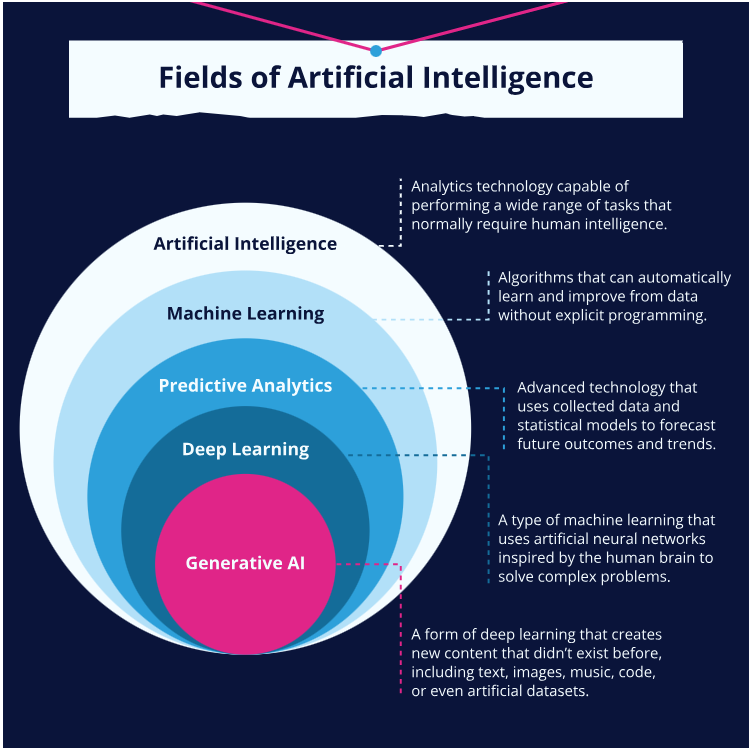 Fields of Artificial Intelligence
Artificial Intelligence
Analytics technology capable of
performing a wide range of tasks that
normally require human intelligence.
Machine Learning
Algorithms that can automatically
learn and improve from data
without explicit programming.
Predictive Analytics
Advanced technology that
uses collected data and
statistical models to forecast
future outcomes and trends.
Deep Learning
A type of machine learning that
uses artificial neural networks
inspired by the human brain to
solve complex problems.
Generative AI
A form of deep learning that creates
new content that didn’t exist before,
including text, images, music, code,
or even artificial datasets.